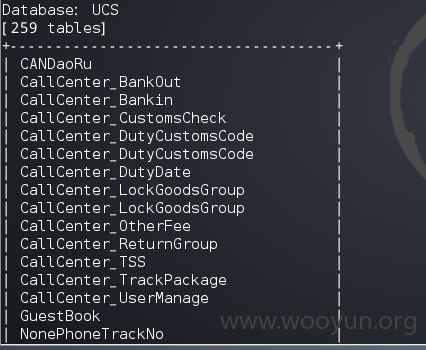 Database: UCS
[259 tables]
+-------------------------------------+
| CANDaoRu |
| CallCenter_BankOut |
| CallCenter_Bankin |
| CallCenter_CustomsCheck |
| CallCenter_DutyCustomsCode |
| CallCenter_DutyCustomsCode |
| CallCenter_DutyDate |
| CallCenter_LockGoodsGroup |
| CallCenter_LockGoodsGroup |
| CallCenter_OtherFee |
| CallCenter_ReturnGroup |
| CallCenter_TSS |
| CallCenter_TrackPackage |
| CallCenter_UserManage |
| GuestBook |
| NonePhoneTrackNo |
www.wooyun.org